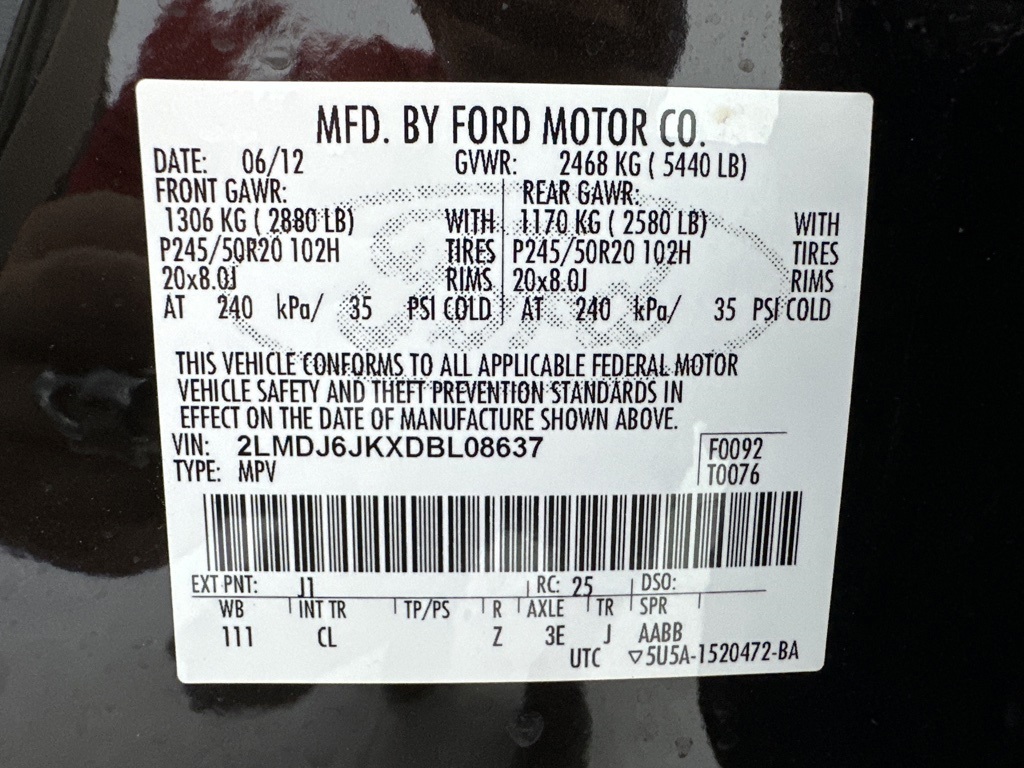 MFD. BY FORD MOTOR CO.
DATE: 06/12 GVWR: 2468 KG ( 5440 LB)
FRONT GAWR: REAR GAWR:
1306 KG ( 2880 LB) WITH 1170 KG ( 2580 LB) WITH
P245/50R20 102H TIRES P245/50R20 102H TIRES
20x8.0J RIMS 20x8.0J RIMS
AT 240 kPa/ 35 PSI COLD AT 240 kPa/ 35 PSI COLD
THIS VEHICLE CONFORMS TO ALL APPLICABLE FEDERAL MOTOR
VEHICLE SAFETY AND THEFT PREVENTION STANDARDS IN
EFFECT ON THE DATE OF MANUFACTURE SHOWN ABOVE.
VIN: 2LMDJ6JKXDBL08637 F0092
TYPE: MPV T0076
EXT PNT: J1 RC: 25 DSO:
WB INT TR TP/PS R AXLE TR SPR
111 CL Z 3E J AABB
UTC ▽5U5A-1520472-BA